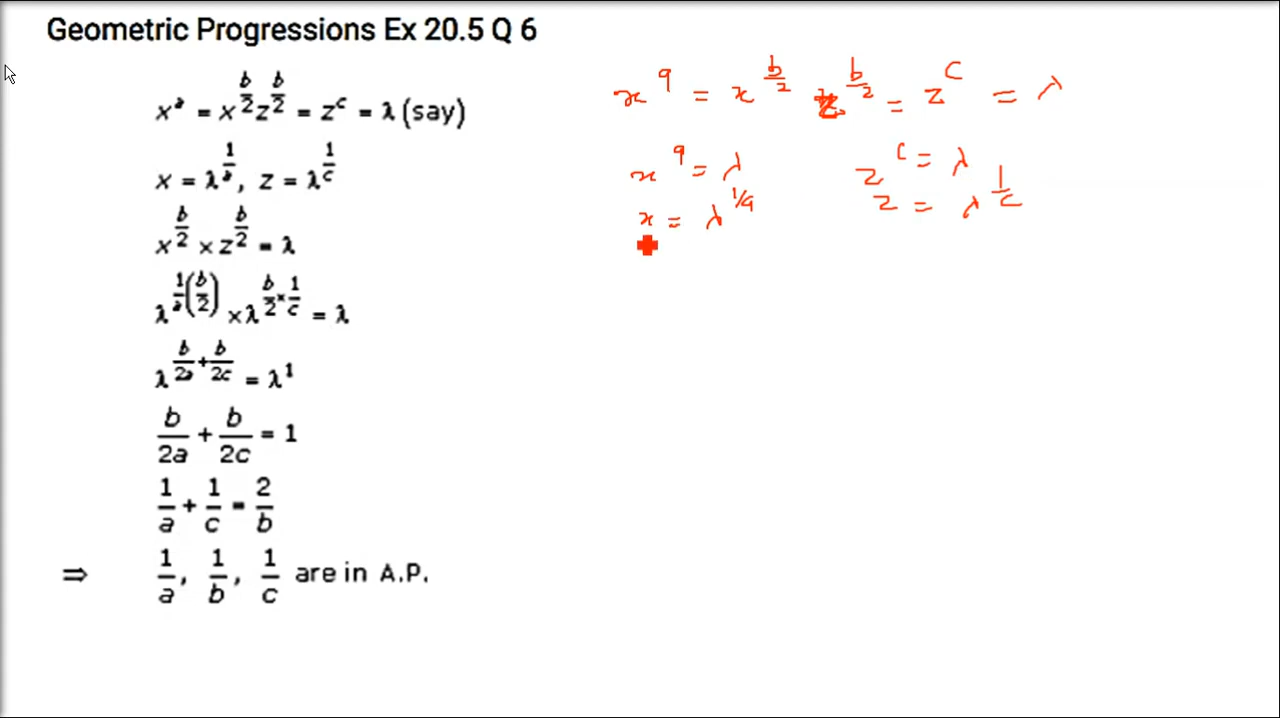 Geometric Progressions Ex 20.5 Q 6
x^a = x^(b/2) z^(b/2) = z^c = λ (say)
x = λ^(1/a), z = λ^(1/c)
x^(b/2) × z^(b/2) = λ
λ^(1/a (b/2)) × λ^(b/2 × 1/c) = λ
λ^(b/2a + b/2c) = λ^1
b/2a + b/2c = 1
1/a + 1/c = 2/b
⇒ 1/a, 1/b, 1/c are in A.P.
x^a = x^(b/2) z^(b/2) = z^c = λ
x^a = λ
x = λ^(1/a)
z^c = λ
z = λ^(1/c)